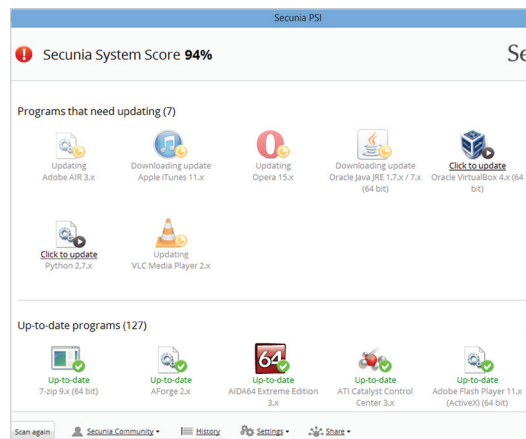 Secunia PSI
Secunia System Score 94%
Se
Programs that need updating (7)
Updating
Adobe AIR 3.x
Downloading update
Apple iTunes 11.x
Updating
Opera 15.x
Downloading update
Oracle Java JRE 1.7.x / 7.x
(64 bit)
Click to update
Oracle VirtualBox 4.x (64
bit)
Click to update
Python 2.7.x
Updating
VLC Media Player 2.x
Up-to-date programs (127)
Up-to-date
7-zip 9.x (64 bit)
Up-to-date
AForge 2.x
64
Up-to-date
AIDA64 Extreme Edition
3.x
Up-to-date
ATI Catalyst Control
Center 3.x
Up-to-date
Adobe Flash Player 11.x
(ActiveX) (64 bit)
Scan again
Secunia Community
History
Settings
Share